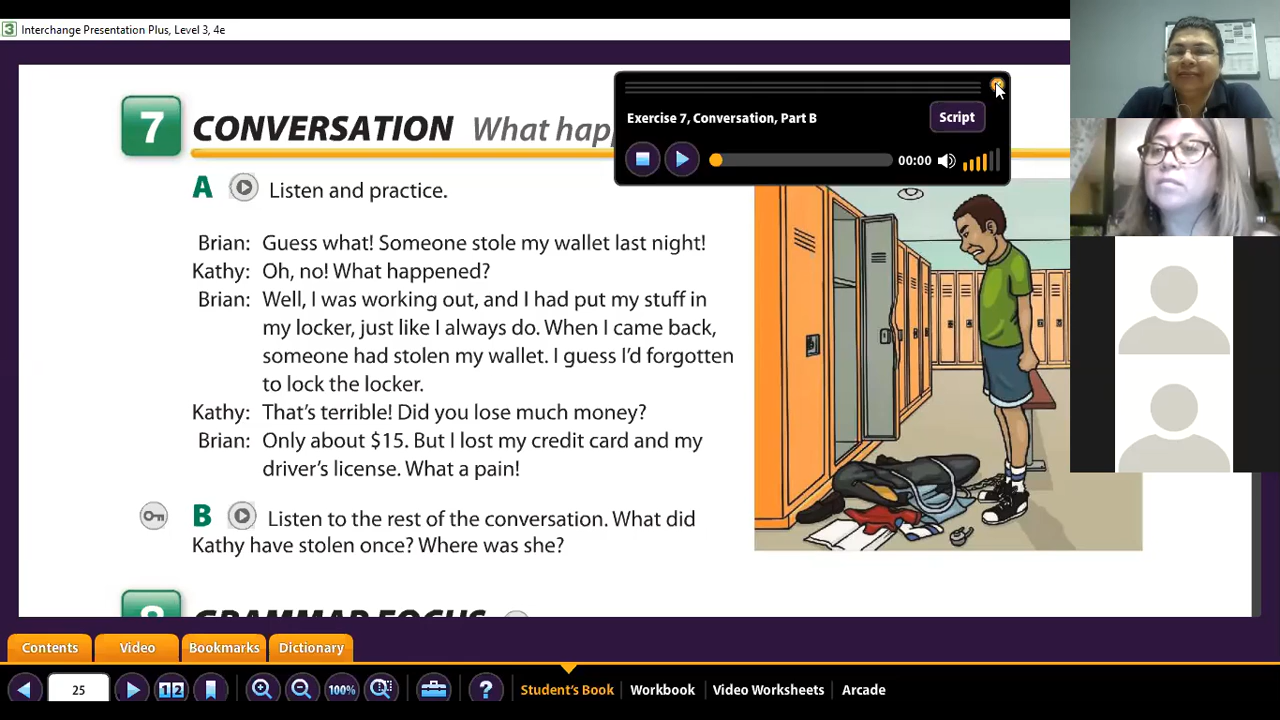 3 Interchange Presentation Plus, Level 3, 4e
7 CONVERSATION What hap
Exercise 7, Conversation, Part B
Script
00:00
A Listen and practice.
Brian: Guess what! Someone stole my wallet last night!
Kathy: Oh, no! What happened?
Brian: Well, I was working out, and I had put my stuff in
my locker, just like I always do. When I came back,
someone had stolen my wallet. I guess I'd forgotten
to lock the locker.
Kathy: That's terrible! Did you lose much money?
Brian: Only about $15. But I lost my credit card and my
driver's license. What a pain!
B Listen to the rest of the conversation. What did
Kathy have stolen once? Where was she?
8 GRAMMAR FOCUS
Contents Video Bookmarks Dictionary
25 12 100% ? Student's Book Workbook Video Worksheets Arcade